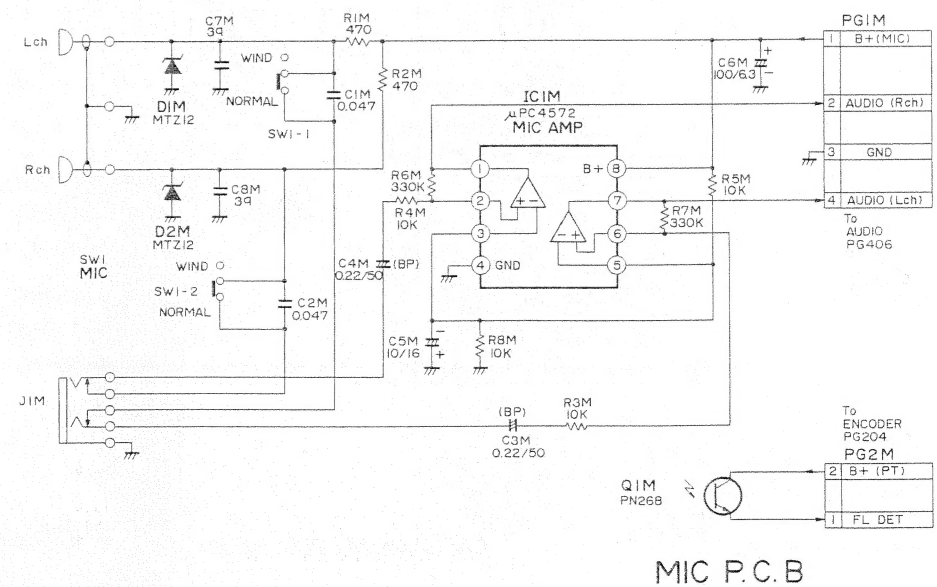 C7M
39
R1M
470
PG1M
Lch
1 B+(MIC)
WIND
R2M
470
C6M
100/6.3
+
−
D1M
MTZ12
NORMAL
C1M
0.047
SW1-1
IC1M
μPC4572
MIC AMP
2 AUDIO (Rch)
3 GND
Rch
1
B+ 8
R6M
330K
R5M
10K
C8M
39
2
+ −
7
R7M
330K
4 AUDIO (Lch)
To
AUDIO
PG406
R4M
10K
D2M
MTZ12
3
− +
6
SW1
MIC
WIND
C4M
0.22/50
(BP)
4 GND
5
SW1-2
NORMAL
C2M
0.047
C5M
10/16
−
+
R8M
10K
J1M
(BP)
C3M
0.22/50
R3M
10K
To
ENCODER
PG204
PG2M
2 B+ (PT)
Q1M
PN268
1 FL DET
MIC P.C.B